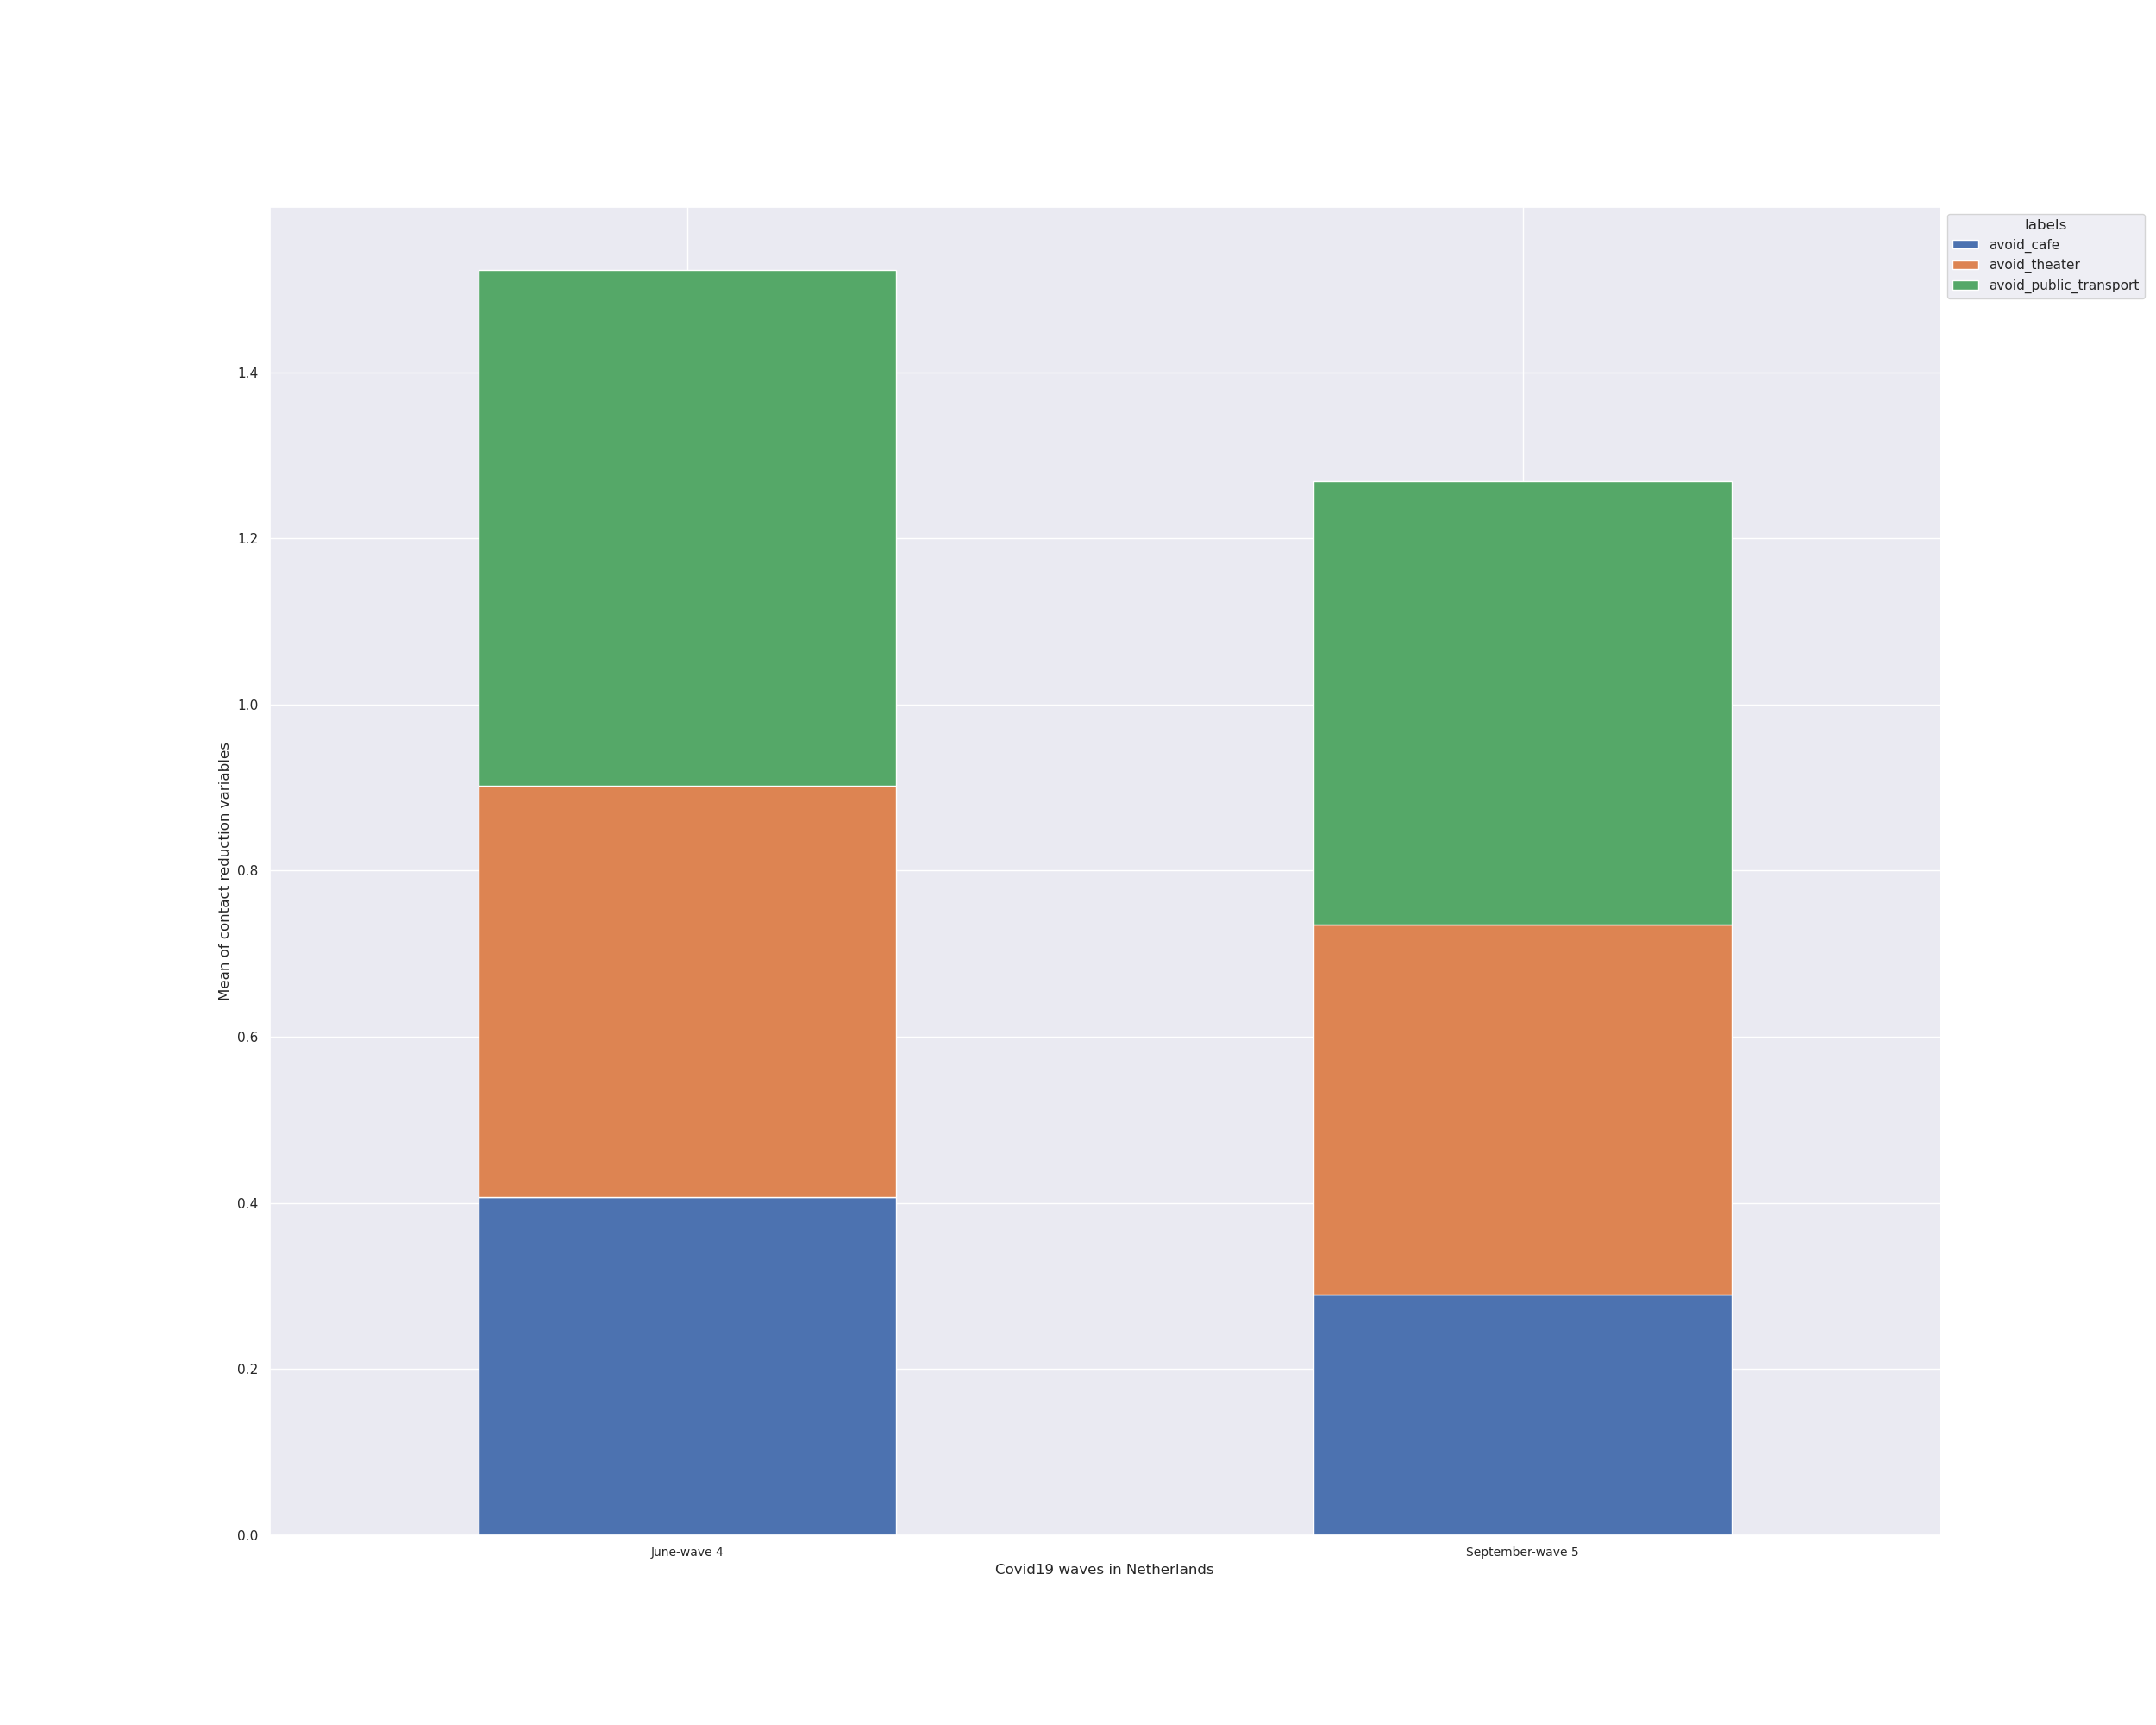 labels
avoid_cafe
avoid_theater
avoid_public_transport
1.4
1.2
1.0
0.8
0.6
0.4
0.2
0.0
Mean of contact reduction variables
June-wave 4
September-wave 5
Covid19 waves in Netherlands